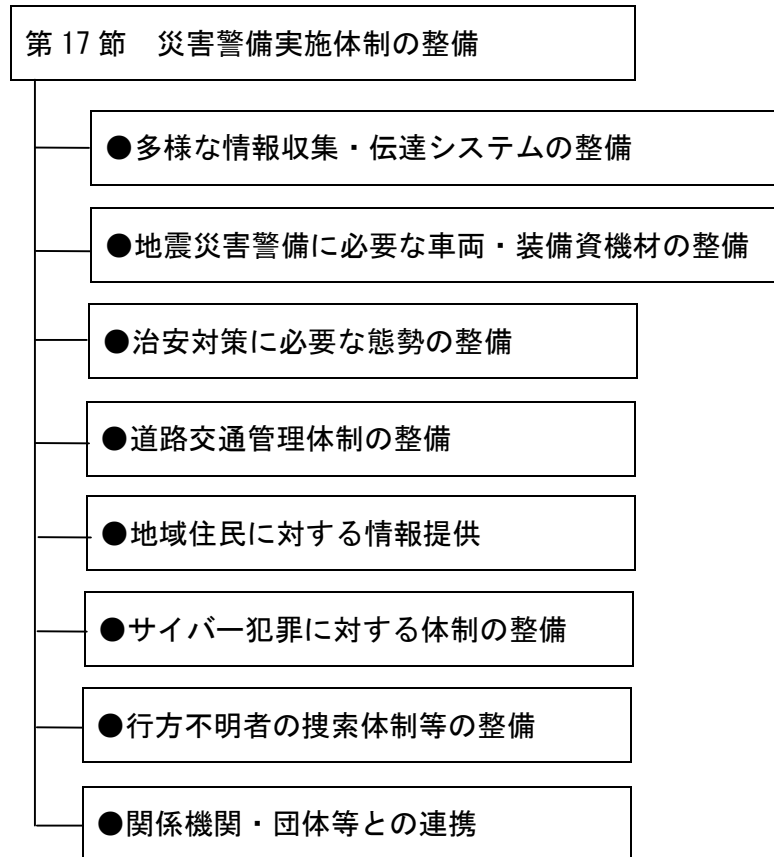 第 17 節　災害警備実施体制の整備
●多様な情報収集・伝達システムの整備
●地震災害警備に必要な車両・装備資機材の整備
●治安対策に必要な態勢の整備
●道路交通管理体制の整備
●地域住民に対する情報提供
●サイバー犯罪に対する体制の整備
●行方不明者の捜索体制等の整備
●関係機関・団体等との連携